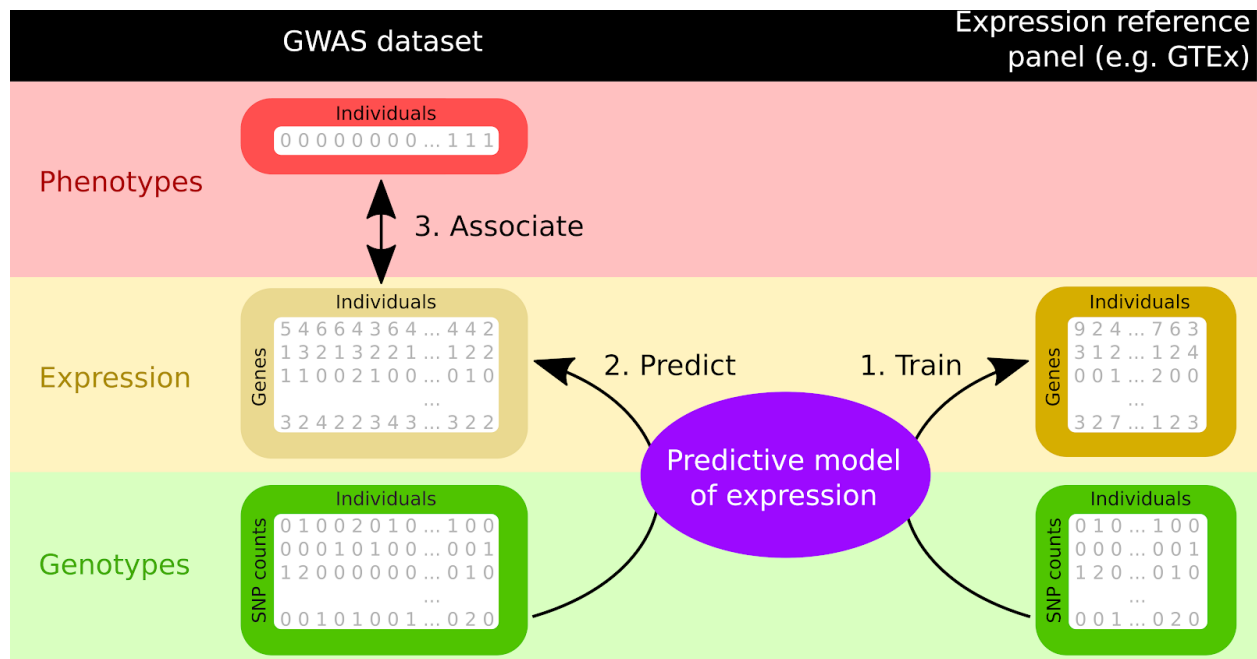 GWAS dataset
Expression reference
panel (e.g. GTEx)
Phenotypes
Individuals
0 0 0 0 0 0 0 0 ... 1 1 1
3. Associate
Expression
Individuals
Genes
5 4 6 6 4 3 6 4 ... 4 4 2
1 3 2 1 3 2 2 1 ... 1 2 2
1 1 0 0 2 1 0 0 ... 0 1 0
...
3 2 4 2 2 3 4 3 ... 3 2 2
2. Predict
1. Train
Individuals
Genes
9 2 4 ... 7 6 3
3 1 2 ... 1 2 4
0 0 1 ... 2 0 0
...
3 2 7 ... 1 2 3
Predictive model
of expression
Genotypes
Individuals
SNP counts
0 1 0 0 2 0 1 0 ... 1 0 0
0 0 0 1 0 1 0 0 ... 0 0 1
1 2 0 0 0 0 0 0 ... 0 1 0
...
0 0 1 0 1 0 0 1 ... 0 2 0
Individuals
SNP counts
0 1 0 ... 1 0 0
0 0 0 ... 0 0 1
1 2 0 ... 0 1 0
...
0 0 1 ... 0 2 0